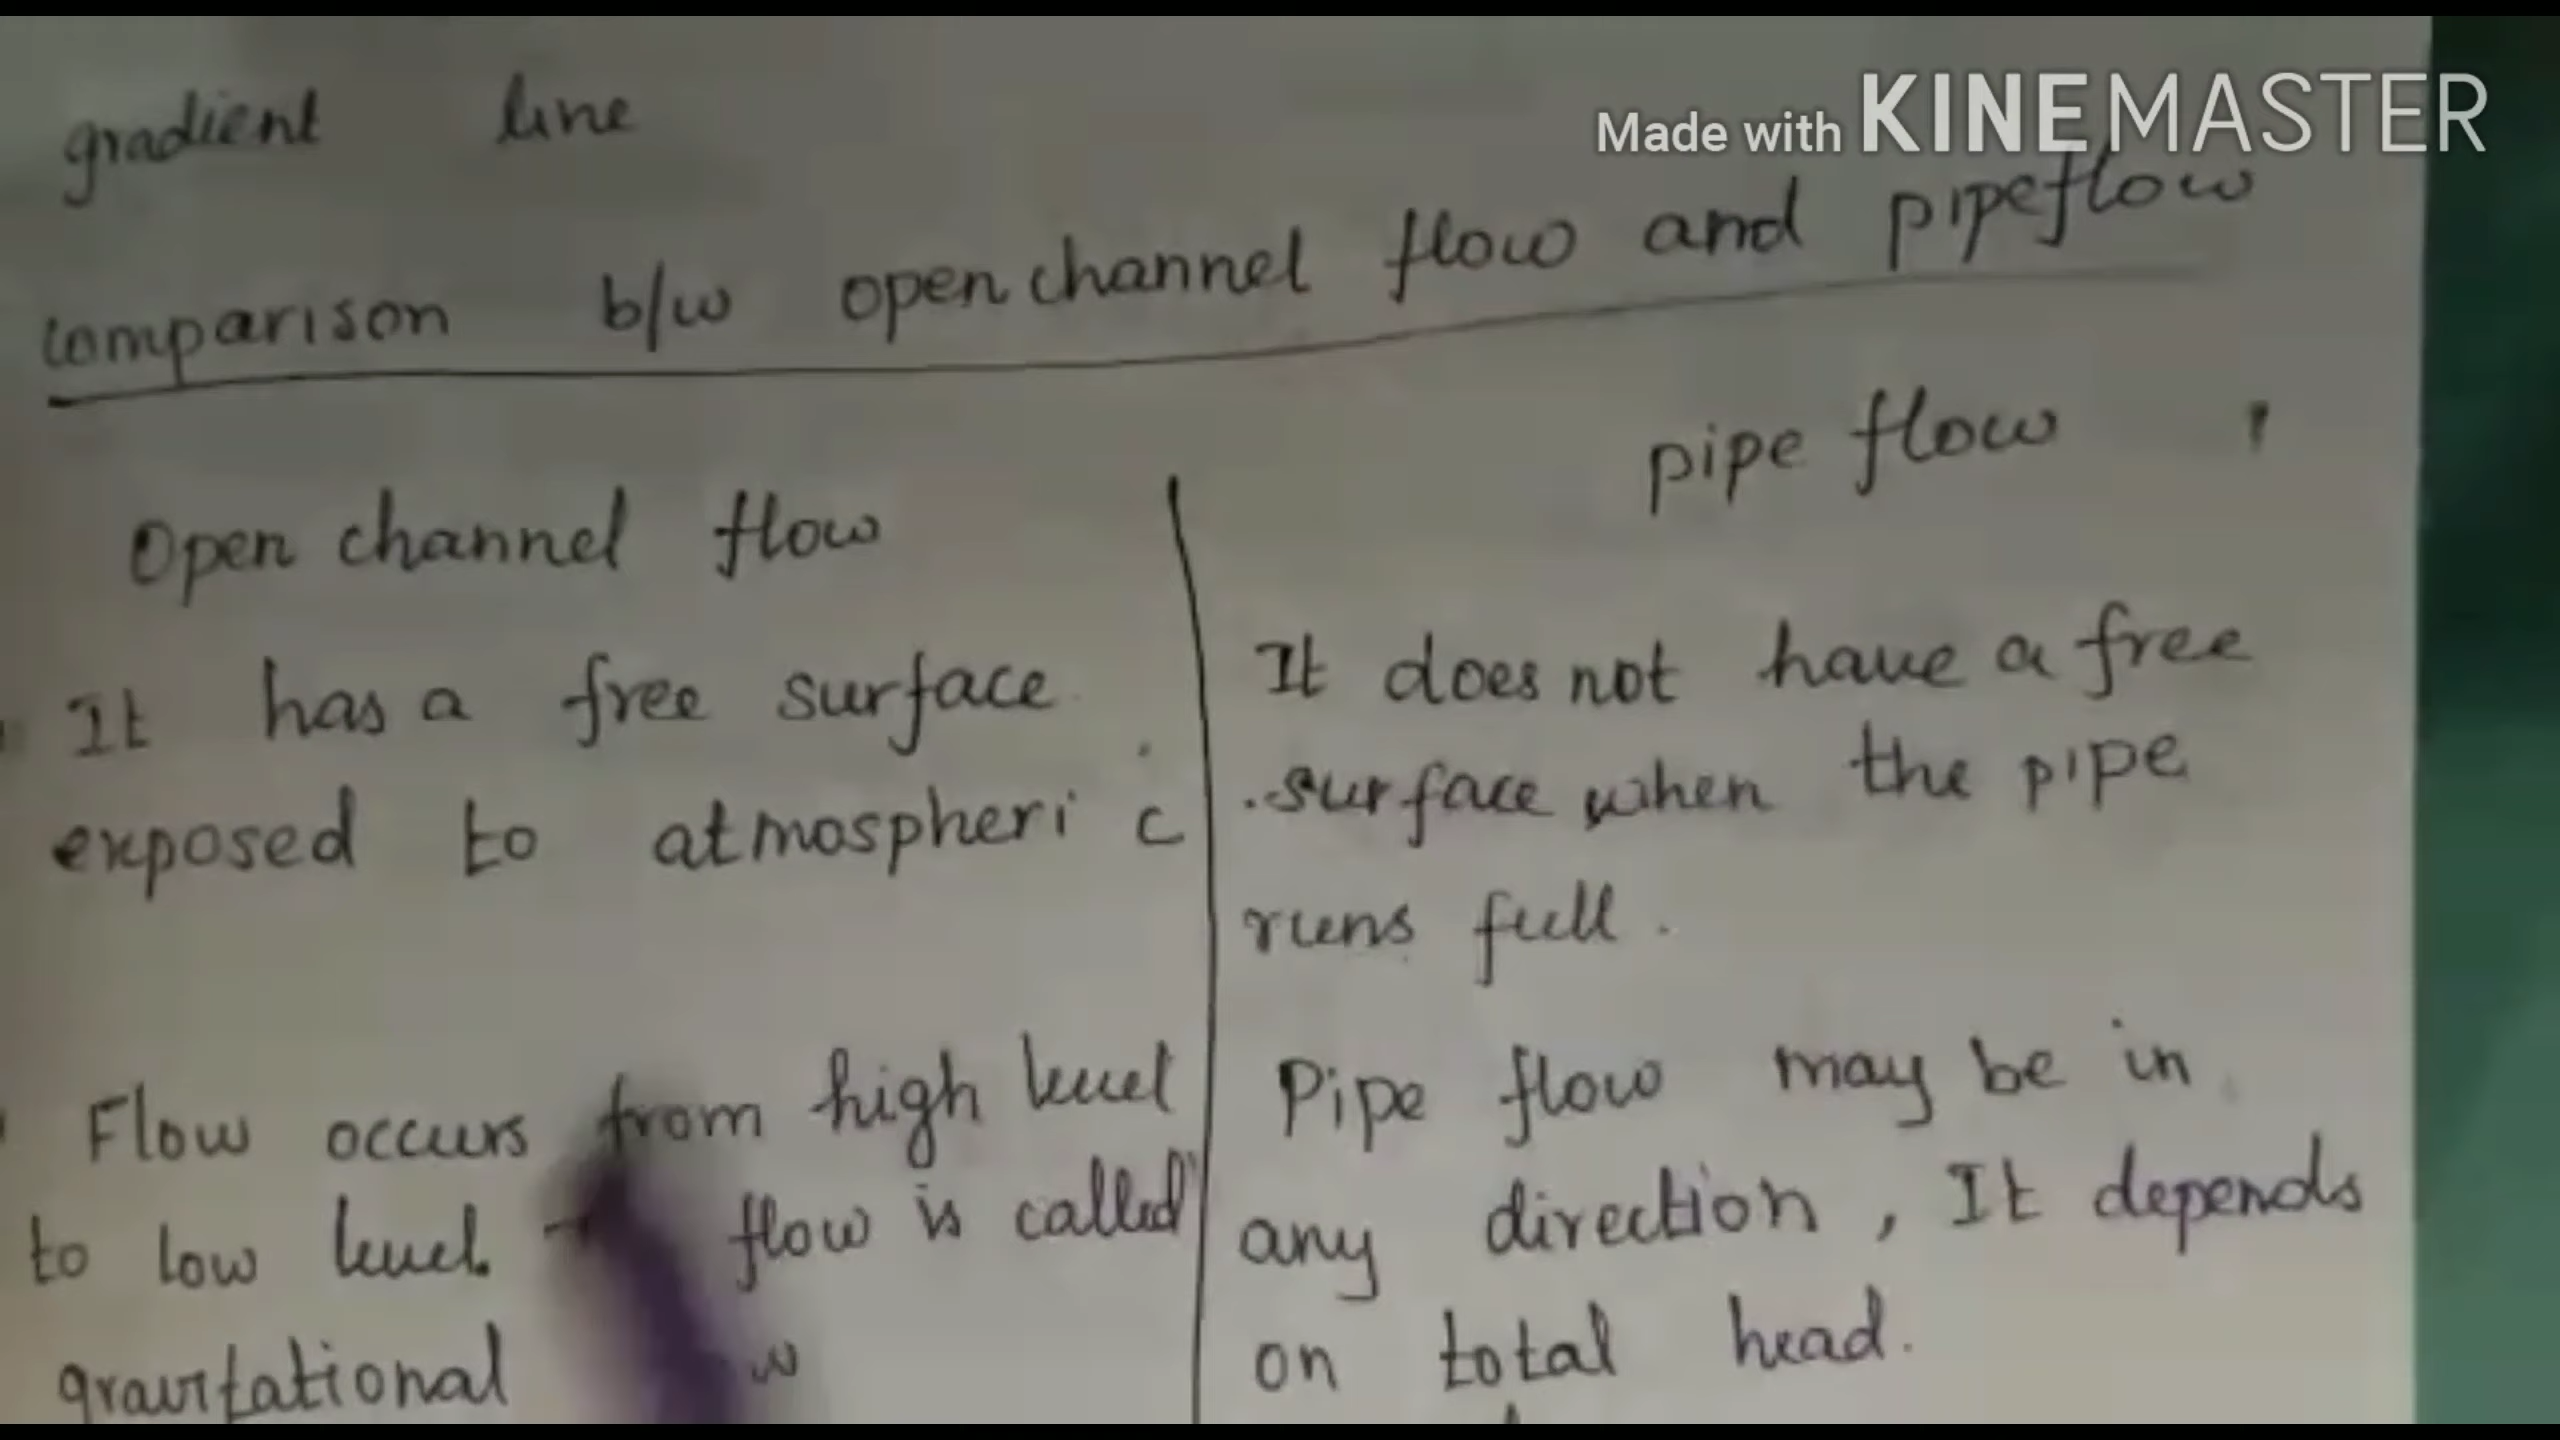 Made with KINEMASTER
gradient line
comparison b/w open channel flow and pipeflow
Open channel flow
It has a free surface
exposed to atmospheric
Flow occurs from high level
to low level. flow is called
gravitational
pipe flow
It does not have a free
surface when the pipe
runs full.
Pipe flow may be in
any direction, It depends
on total head.